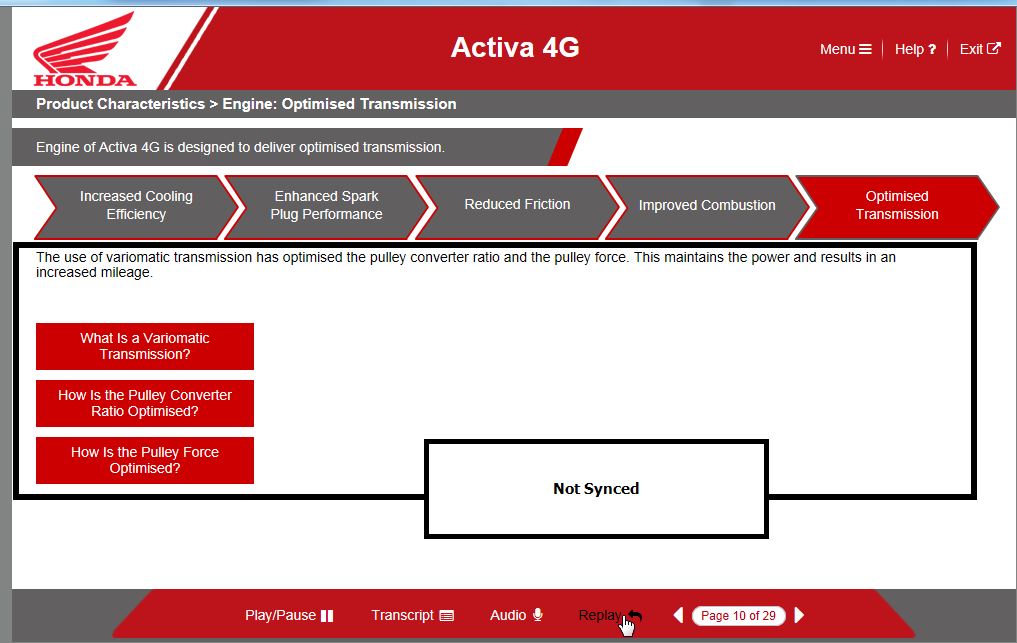 HONDA
Activa 4G
Menu
Help ?
Exit
Product Characteristics > Engine: Optimised Transmission
Engine of Activa 4G is designed to deliver optimised transmission.
Increased Cooling
Efficiency
Enhanced Spark
Plug Performance
Reduced Friction
Improved Combustion
Optimised
Transmission
The use of variomatic transmission has optimised the pulley converter ratio and the pulley force. This maintains the power and results in an
increased mileage.
What Is a Variomatic
Transmission?
How Is the Pulley Converter
Ratio Optimised?
How Is the Pulley Force
Optimised?
Not Synced
Play/Pause
Transcript
Audio
Replay
Page 10 of 29